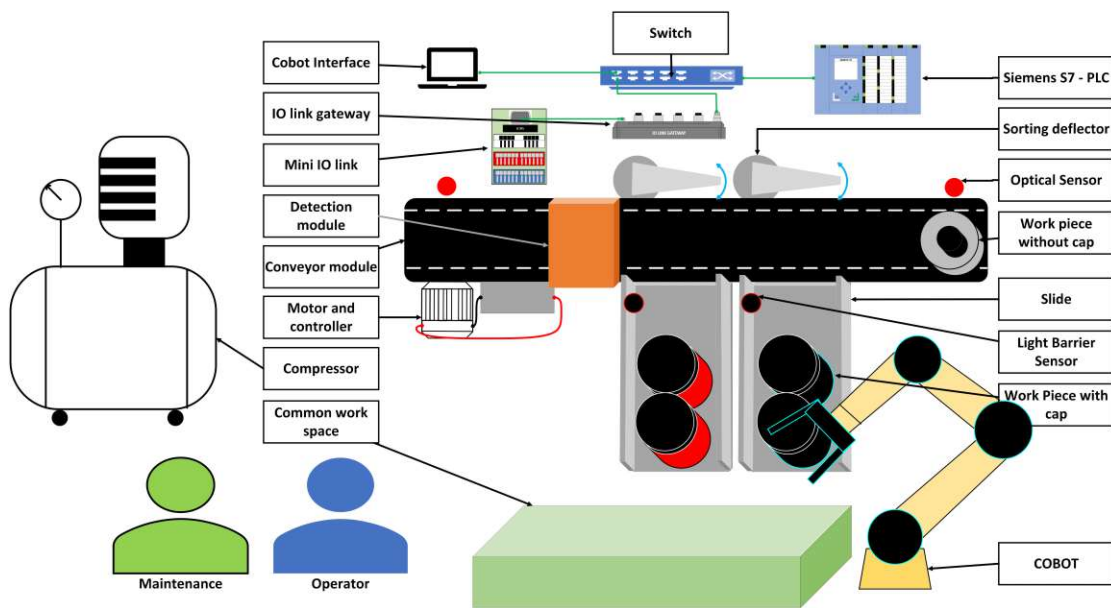 Switch
Cobot Interface
IO link gateway
Mini IO link
Detection
module
Conveyor module
Motor and
controller
Compressor
Common work
space
Siemens S7 - PLC
Sorting deflector
Optical Sensor
Work piece
without cap
Slide
Light Barrier
Sensor
Work Piece with
cap
COBOT
Maintenance
Operator